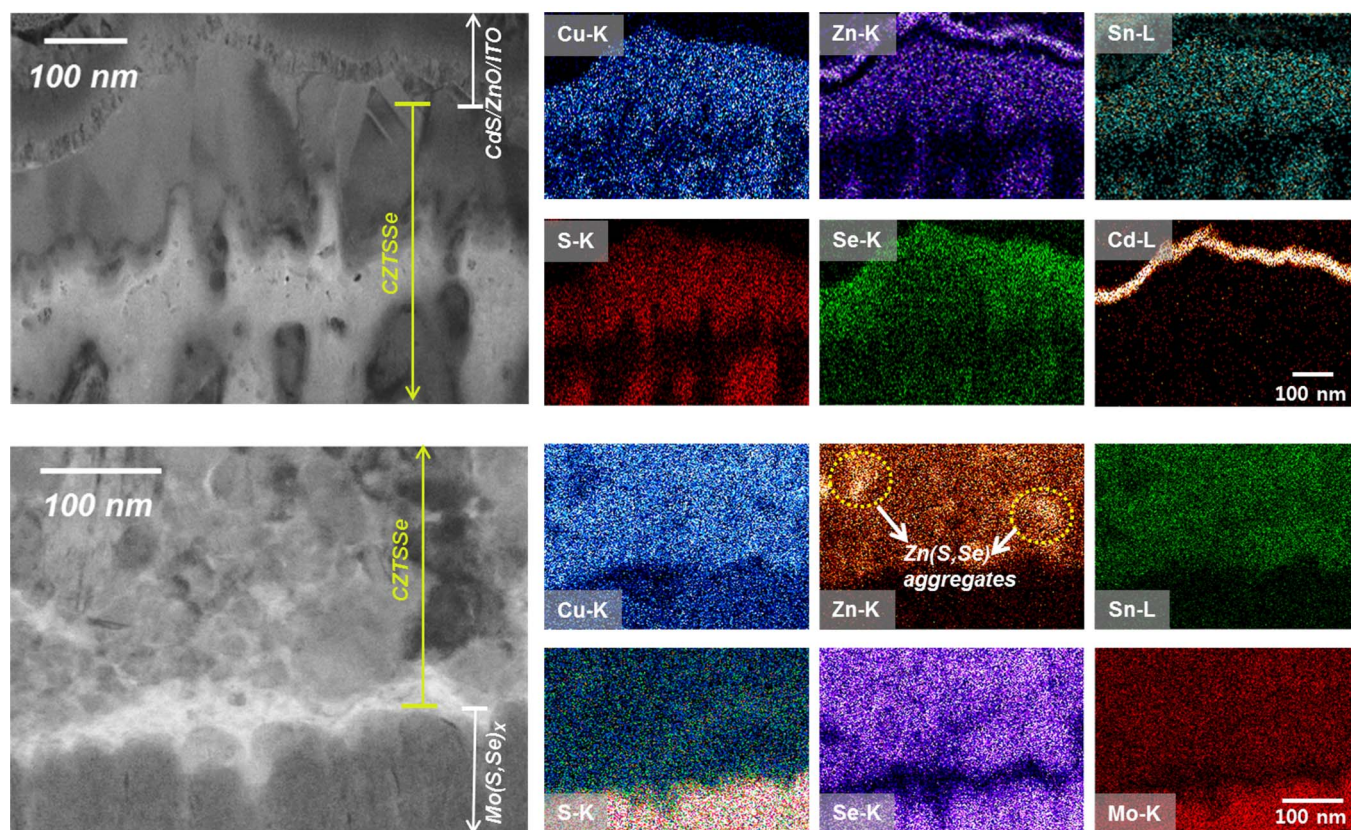 100 nm
CdS/ZnO/ITO
CZTSSe
Cu-K
Zn-K
Sn-L
S-K
Se-K
Cd-L
100 nm
100 nm
CZTSSe
Mo(S,Se)x
Cu-K
Zn(S,Se)
aggregates
Zn-K
Sn-L
S-K
Se-K
Mo-K
100 nm